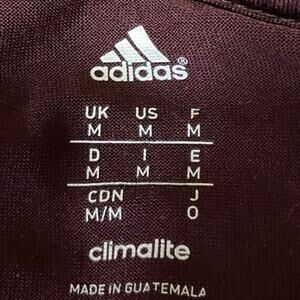 adidas
UK US F
M M M
D I E
M M M
CDN J
M/M O
climalite
MADE IN GUATEMALA